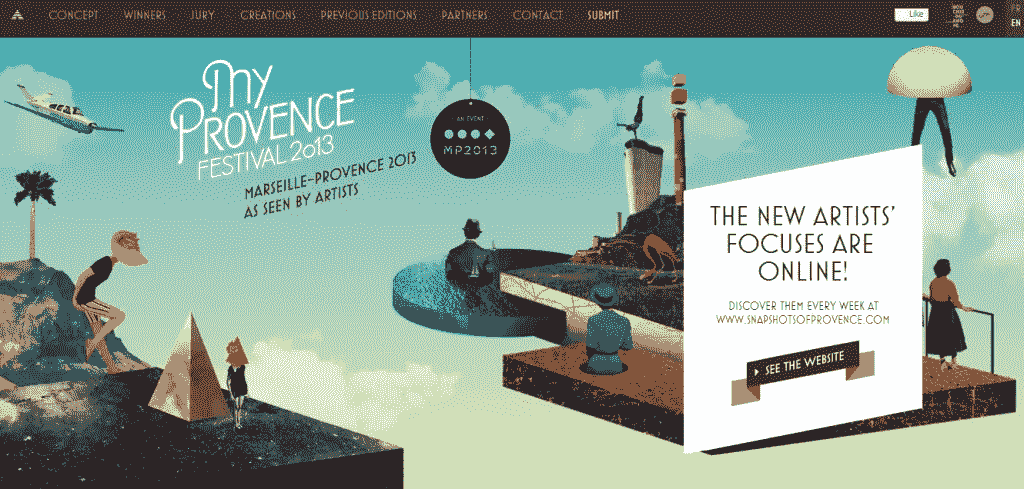 CONCEPT WINNERS JURY CREATIONS PREVIOUS EDITIONS PARTNERS CONTACT SUBMIT
Like
FR
EN
My
PROVENCE
FESTIVAL 2013
MARSEILLE-PROVENCE 2013
AS SEEN BY ARTISTS
AN EVENT
MP2013
THE NEW ARTISTS'
FOCUSES ARE
ONLINE!
DISCOVER THEM EVERY WEEK AT
WWW.SNAPSHOTSOFPROVENCE.COM
SEE THE WEBSITE